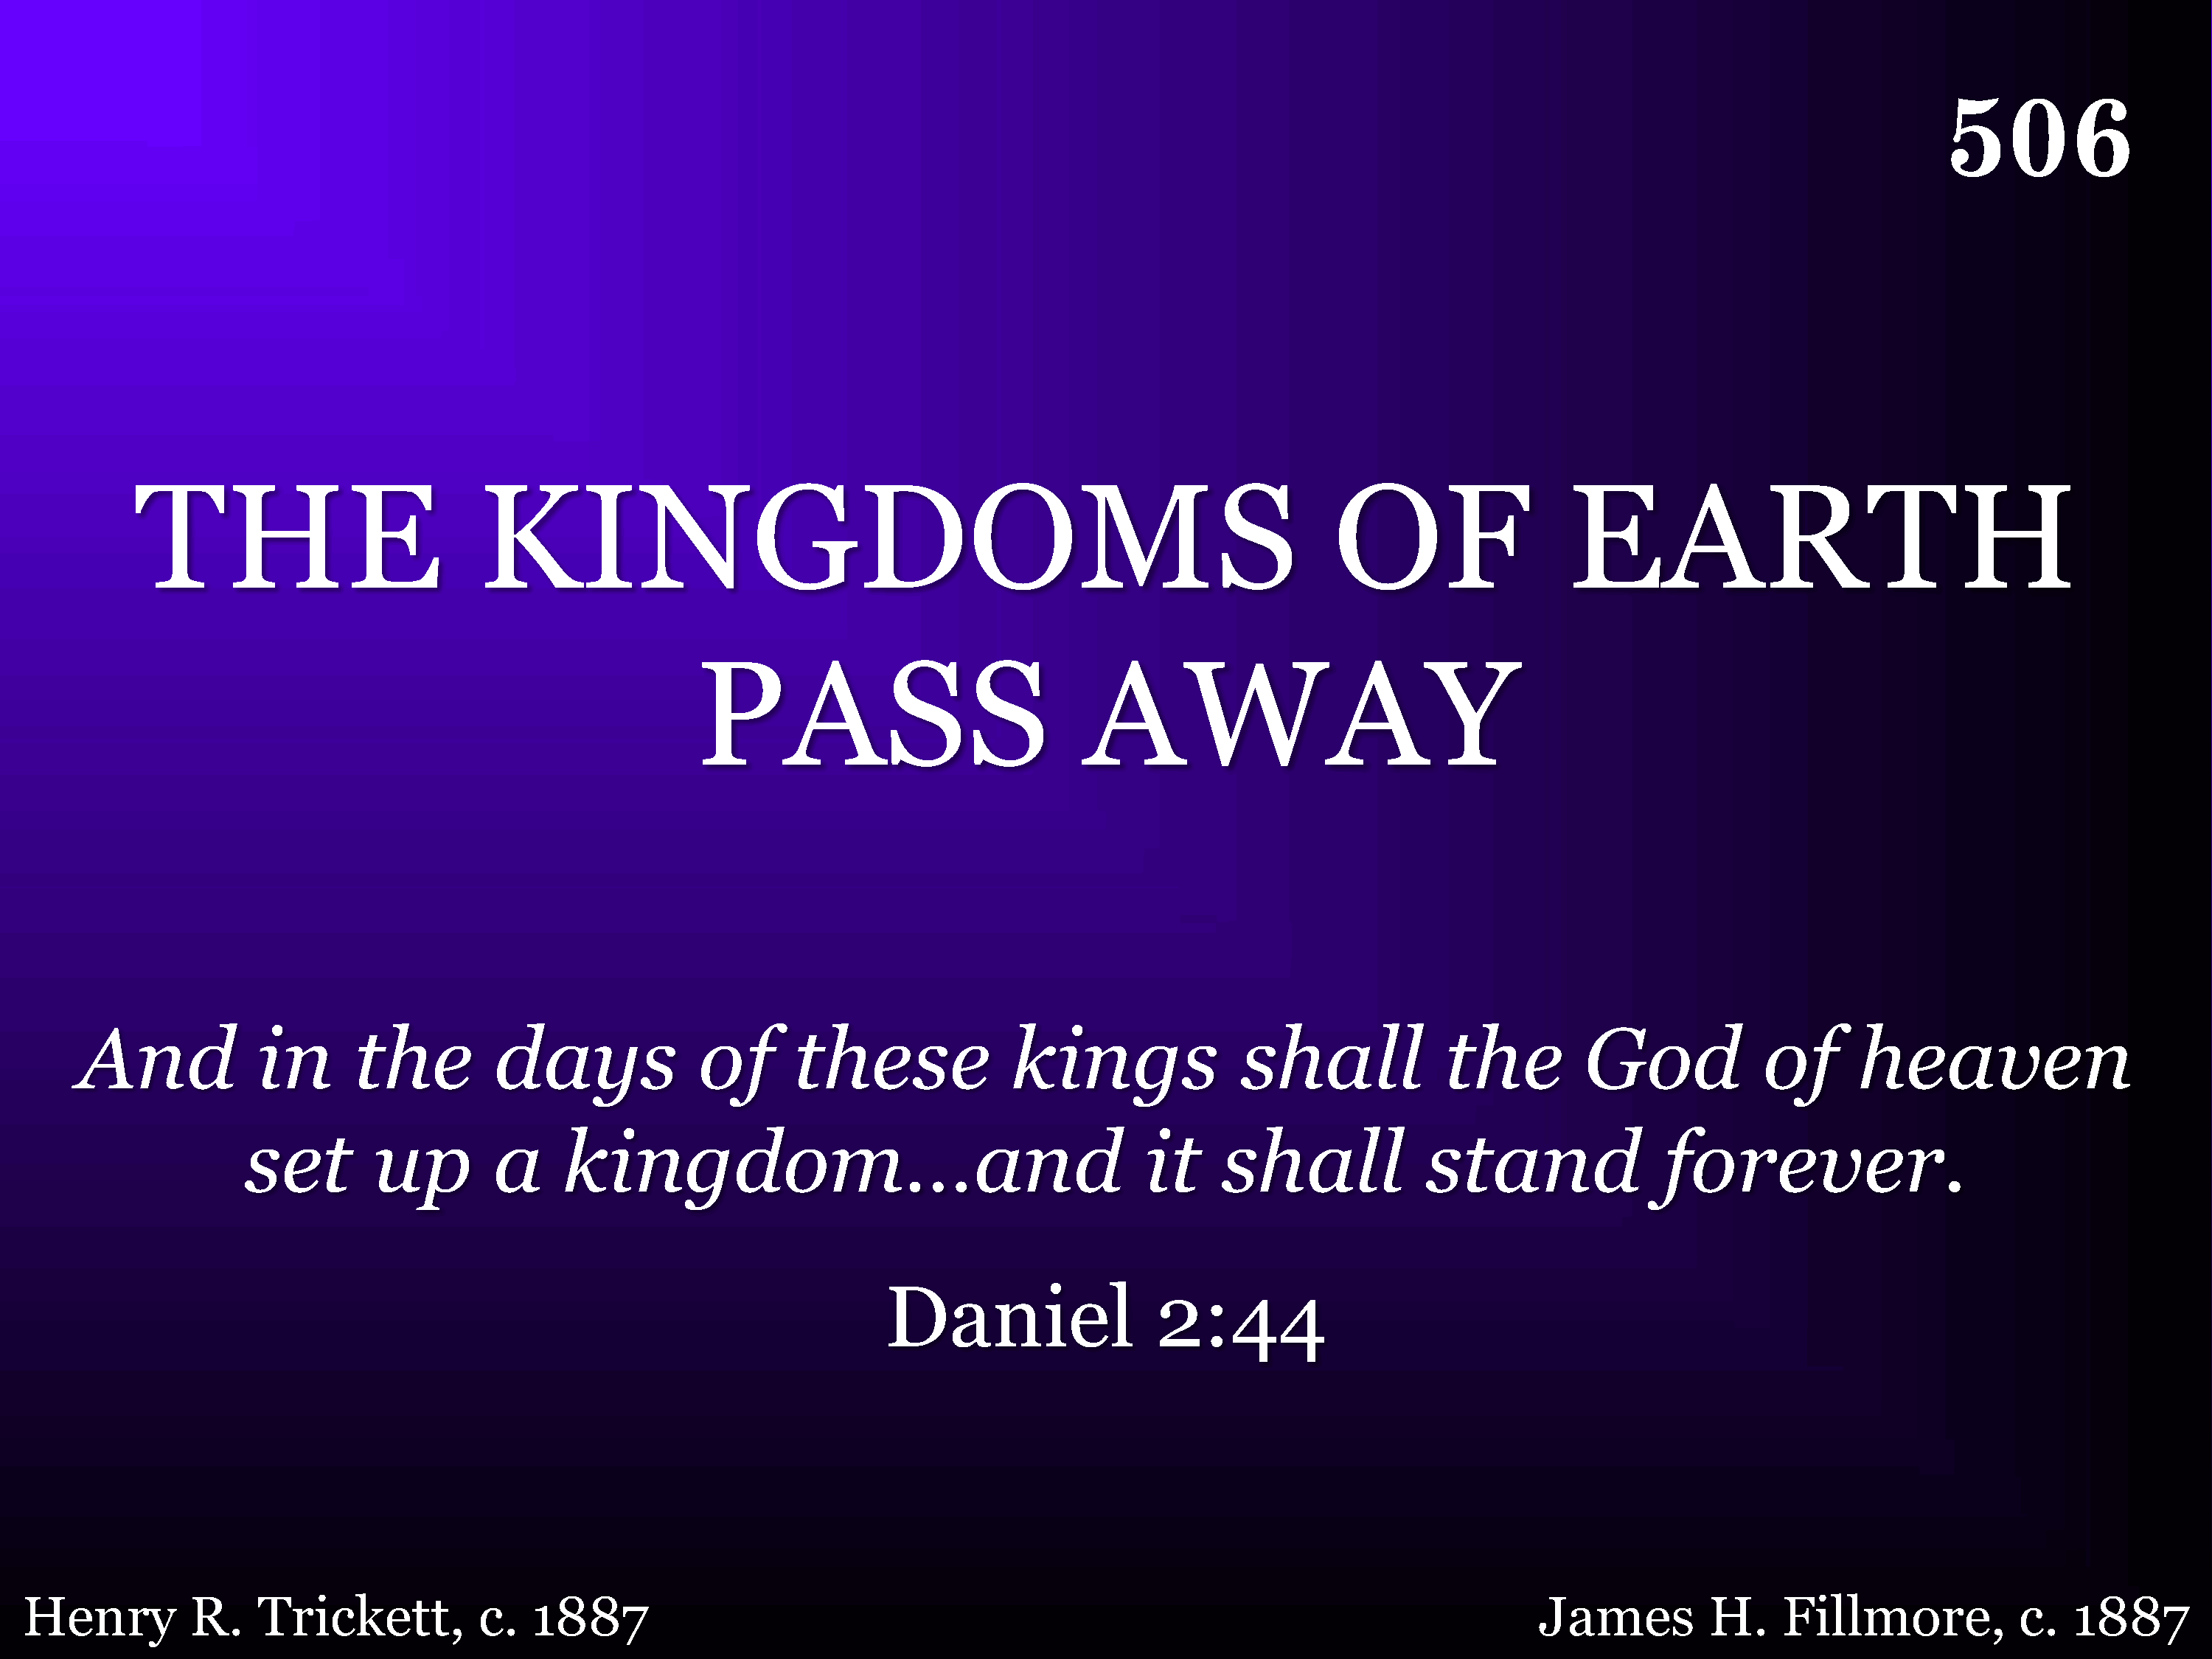 506
THE KINGDOMS OF EARTH
PASS AWAY
And in the days of these kings shall the God of heaven
set up a kingdom...and it shall stand forever.
Daniel 2:44
Henry R. Trickett, c. 1887
James H. Fillmore, c. 1887